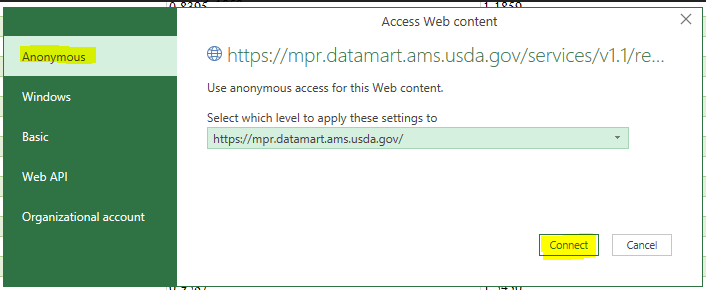 Access Web content
Anonymous
Windows
Basic
Web API
Organizational account
https://mpr.datamart.ams.usda.gov/services/v1.1/re...
Use anonymous access for this Web content.
Select which level to apply these settings to
https://mpr.datamart.ams.usda.gov/
Connect
Cancel